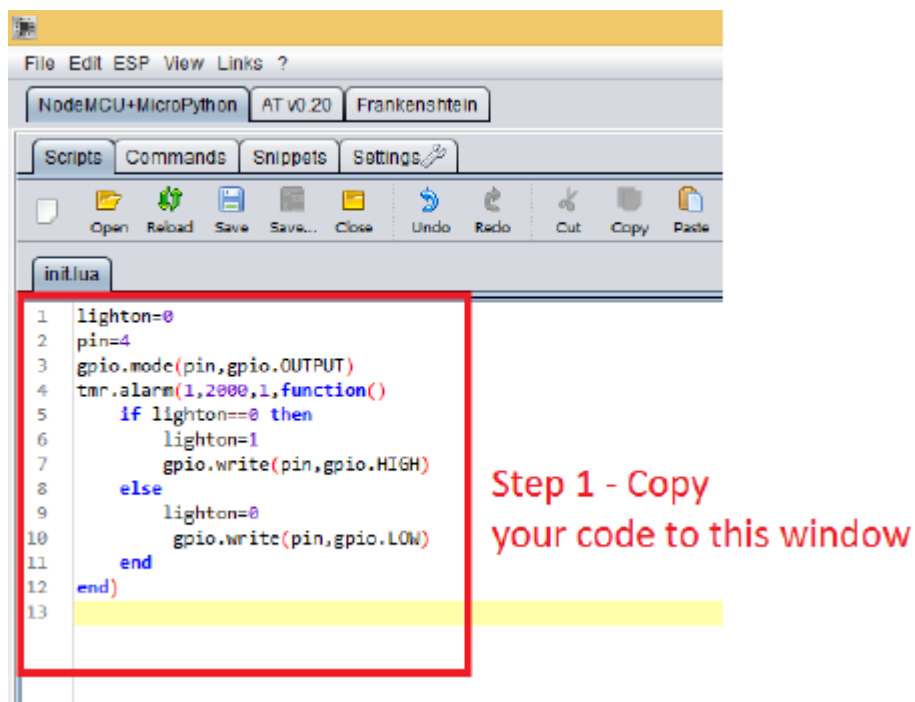 File Edit ESP View Links ?
NodeMCU+MicroPython AT v0.20 Frankenshtein
Scripts Commands Snippets Settings
Open Reload Save Save... Close Undo Redo Cut Copy Paste
init.lua
1 lighton=0
2 pin=4
3 gpio.mode(pin,gpio.OUTPUT)
4 tmr.alarm(1,2000,1,function()
5     if lighton==0 then
6         lighton=1
7         gpio.write(pin,gpio.HIGH)
8     else
9         lighton=0
10         gpio.write(pin,gpio.LOW)
11     end
12 end)
13
Step 1 - Copy
your code to this window